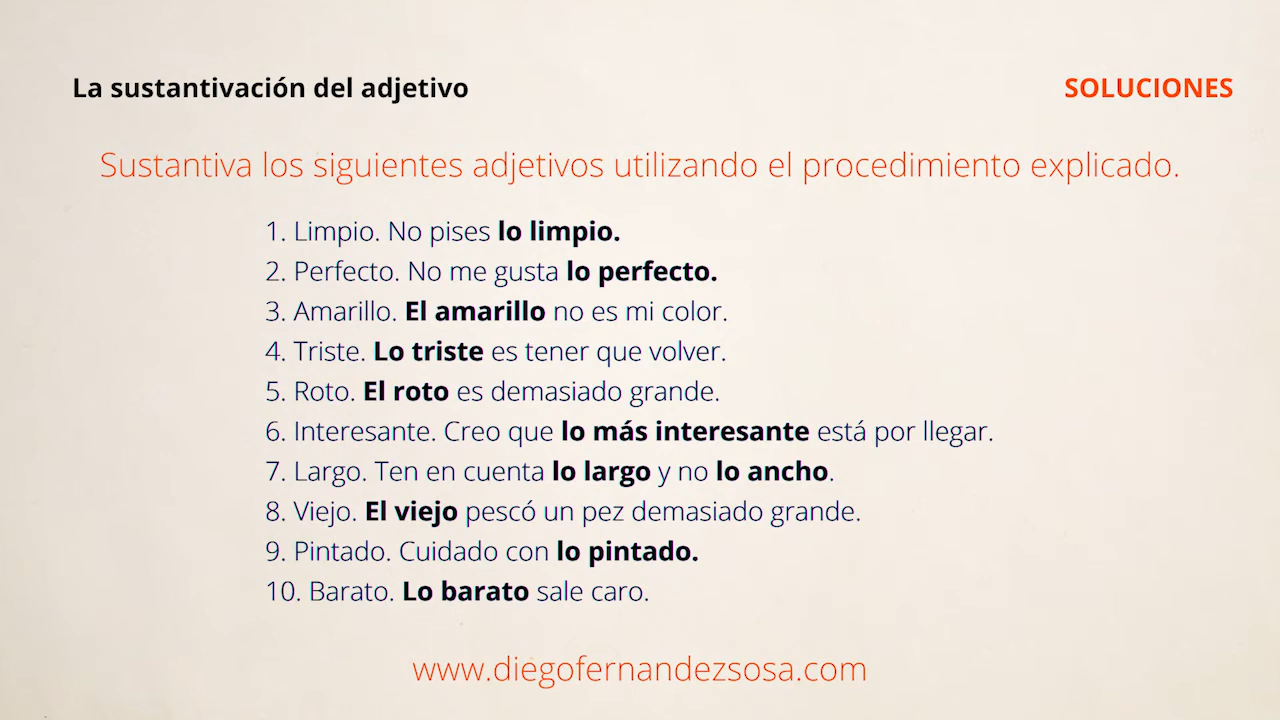 La sustantivación del adjetivo
SOLUCIONES
Sustantiva los siguientes adjetivos utilizando el procedimiento explicado.
1. Limpio. No pises lo limpio.
2. Perfecto. No me gusta lo perfecto.
3. Amarillo. El amarillo no es mi color.
4. Triste. Lo triste es tener que volver.
5. Roto. El roto es demasiado grande.
6. Interesante. Creo que lo más interesante está por llegar.
7. Largo. Ten en cuenta lo largo y no lo ancho.
8. Viejo. El viejo pescó un pez demasiado grande.
9. Pintado. Cuidado con lo pintado.
10. Barato. Lo barato sale caro.
www.diegofernandezsosa.com